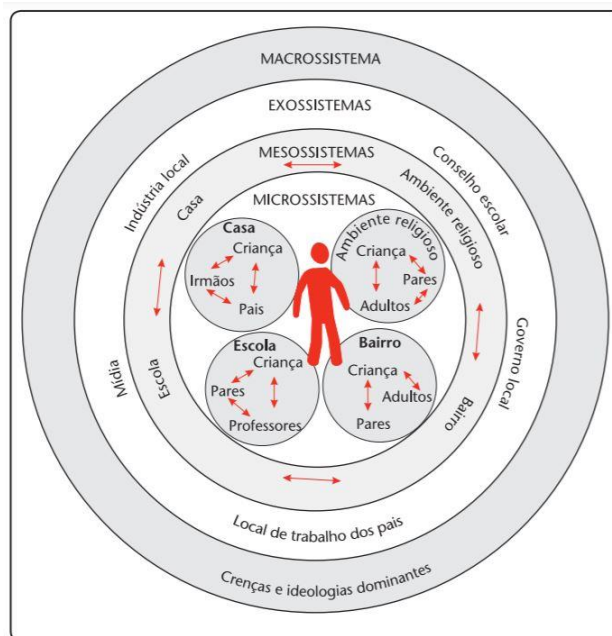 MACROSSISTEMA
EXOSSISTEMAS
MESOSSISTEMAS
MICROSSISTEMAS
Indústria local
Casa
Conselho escolar
Ambiente religioso
Casa
Criança
Irmãos
Pais
Ambiente religioso
Criança
Pares
Adultos
Escola
Criança
Pares
Professores
Bairro
Criança
Adultos
Pares
Mídia
Escola
Bairro
Governo local
Local de trabalho dos pais
Crenças e ideologias dominantes